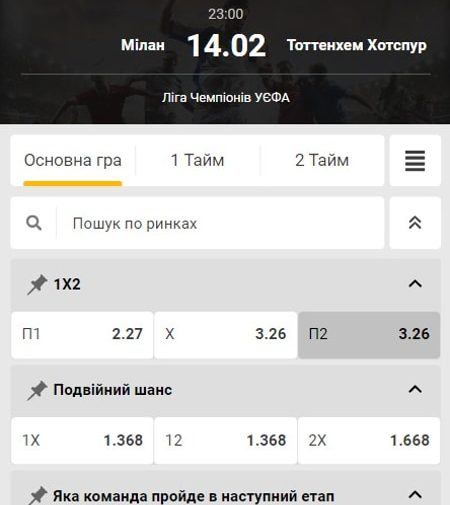 23:00
Мілан 14.02 Тоттенхем Хотспур
Ліга Чемпіонів УЄФА
Основна гра 1 Тайм 2 Тайм
Пошук по ринках
1X2
П1 2.27 X 3.26 П2 3.26
Подвійний шанс
1X 1.368 12 1.368 2X 1.668
Яка команда пройде в наступний етап